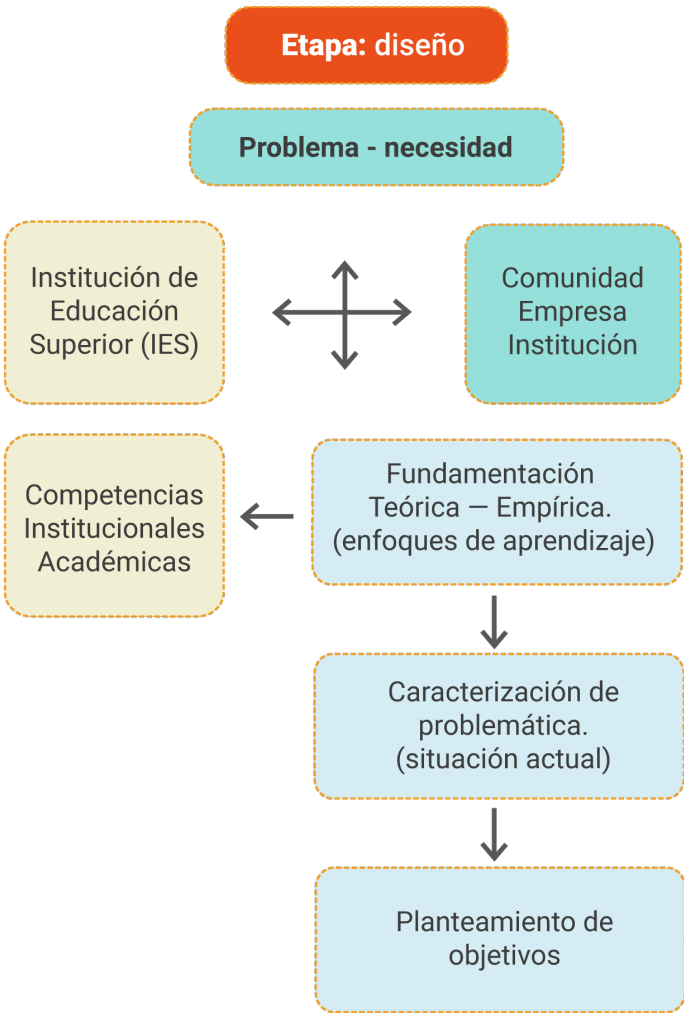 Etapa: diseño
Problema - necesidad
Institución de
Educación
Superior (IES)
Comunidad
Empresa
Institución
Competencias
Institucionales
Académicas
Fundamentación
Teórica — Empírica.
(enfoques de aprendizaje)
Caracterización de
problemática.
(situación actual)
Planteamiento de
objetivos